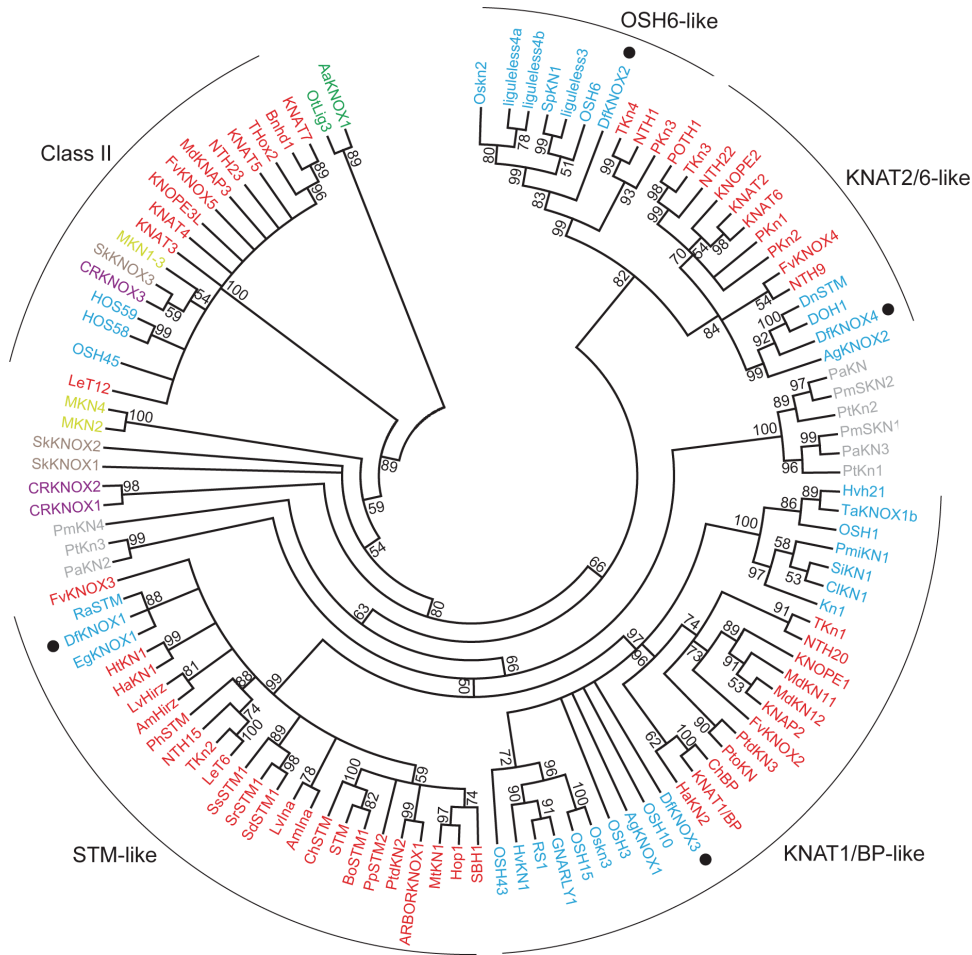 OSH6-like
Oskn2
liguleless4a
liguleless4b
SpKN1
liguleless3
OSH6
DfKNOX2
KNAT2/6-like
TKn4
NTH1
PKn3
POTH1
TKn3
NTH22
KNOPE2
KNAT2
KNAT6
PKn1
PKn2
FvKNOX4
NTH9
DnSTM
DOH1
DfKNOX4
AgKNOX2
PaKN
PmSKN2
PtKn2
PmSKN1
PaKN3
PtKn1
Hvh21
TaKNOX1b
OSH1
PmiKN1
SiKN1
ClKN1
Kn1
TKn1
NTH20
KNOPE1
MdKN11
MdKN12
KNAP2
FvKNOX2
PtdKN3
PtoKN
ChBP
KNAT1/BP
HaKN2
KNAT1/BP-like
DfKNOX3
OSH10
AgKNOX1
OSH3
Oskn3
OSH15
GNARLY1
RS1
HvKN1
OSH43
SBH1
Hop1
MtKN1
ARBORKNOX1
PtdKN2
PpSTM2
BoSTM1
STM
ChSTM
AmIna
LvIna
SdSTM1
SrSTM1
SsSTM1
LeT6
TKn2
NTH15
PhSTM
AmHirz
LvHirz
HaKN1
HtKN1
EgKNOX1
DfKNOX1
RaSTM
FvKNOX3
STM-like
PaKN2
PtKn3
PmKN4
CRKNOX1
CRKNOX2
SkKNOX1
SkKNOX2
MKN2
MKN4
LeT12
OSH45
HOS58
HOS59
CRKNOX3
SkKNOX3
MKN1-3
KNAT3
KNAT4
KNOPE3L
FvKNOX5
MdKNAP3
NTH23
KNAT5
THox2
Bnhd1
KNAT7
Class II
OtLig3
AaKNOX1
89
89
96
100
54
59
99
100
98
99
89
59
54
80
66
63
66
50
97
96
82
99
83
99
80
78
99
51
99
93
98
99
70
64
98
84
54
100
92
99
97
89
100
99
96
89
86
100
58
53
97
91
74
89
73
91
53
90
100
62
72
96
90
91
100
88
99
99
81
88
74
100
89
98
78
100
82
59
99
97
74